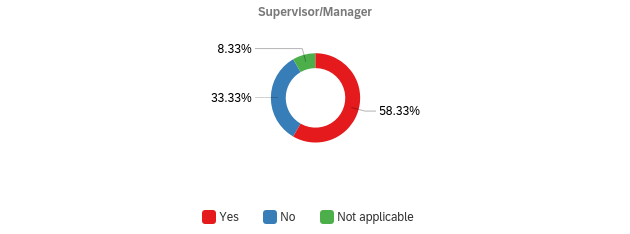 Supervisor/Manager
8.33%
33.33%
58.33%
Yes No Not applicable